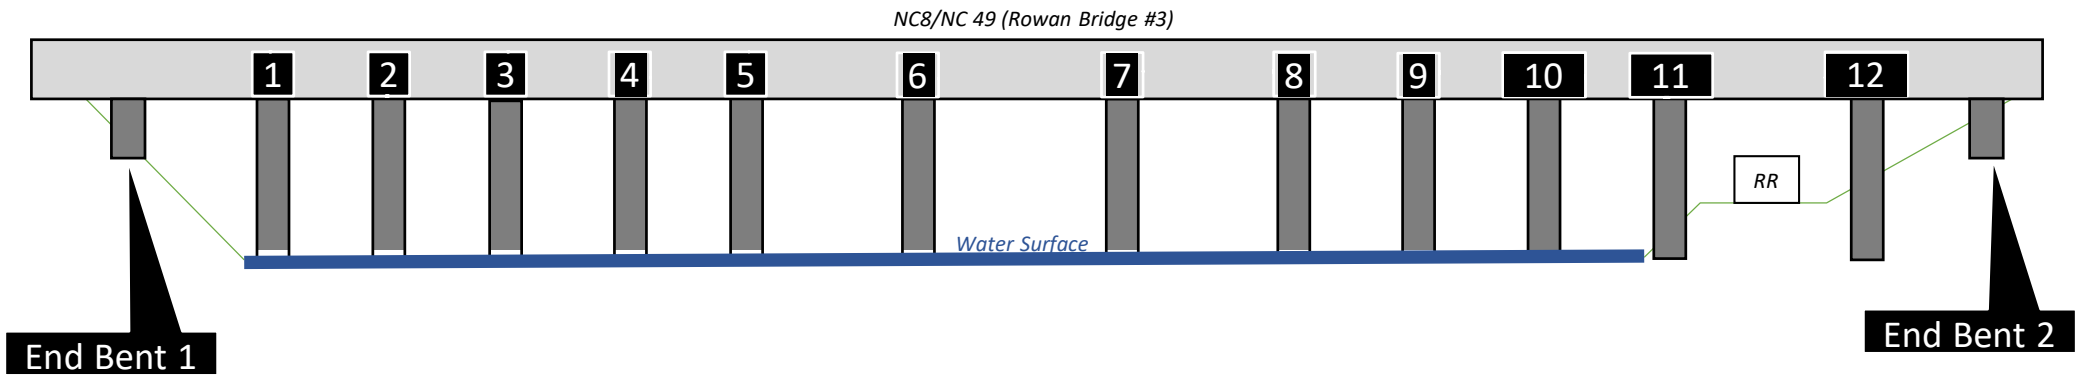 NC8/NC 49 (Rowan Bridge #3)
1 2 3 4 5 6 7 8 9 10 11 12
RR
Water Surface
End Bent 1
End Bent 2